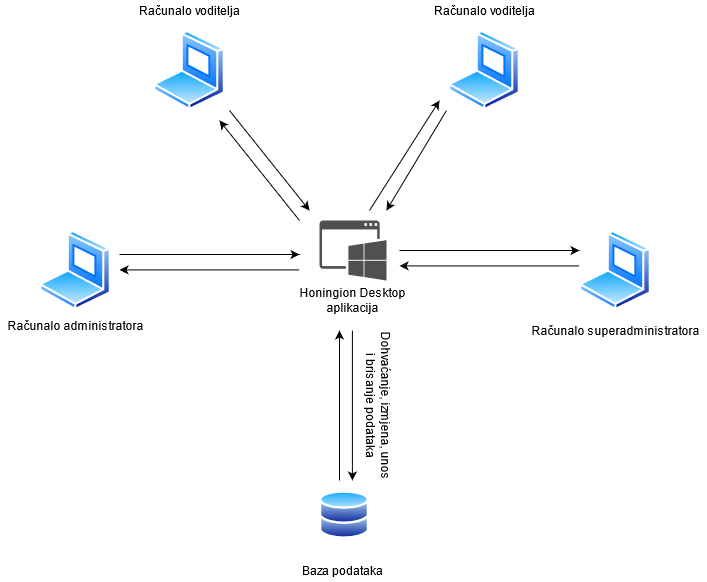 Računalo voditelja
Računalo voditelja
Honingion Desktop
aplikacija
Računalo administratora
Računalo superadministratora
Dohvaćanje, izmjena, unos
i brisanje podataka
Baza podataka